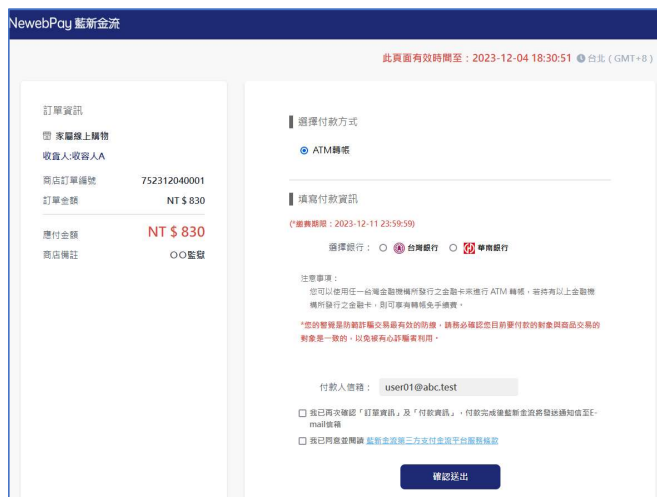 NewebPay 藍新金流
此頁面有效時間至：2023-12-04 18:30:51 台北 ( GMT+8 )
訂單資訊
家屬線上購物
收貨人:收容人A
商店訂單編號 752312040001
訂單金額 NT $ 830
應付金額 NT $ 830
商店備註 OO監獄
選擇付款方式
ATM轉帳
填寫付款資訊
(*繳費期限：2023-12-11 23:59:59)
選擇銀行： 台灣銀行 華南銀行
注意事項：
您可以使用任一台灣金融機構所發行之金融卡來進行 ATM 轉帳，若持有以上金融機
構所發行之金融卡，則可享有轉帳免手續費。
*您的警覺是防範詐騙交易最有效的防線，請務必確認您目前要付款的對象與商品交易的
對象是一致的，以免被有心詐騙者利用。
付款人信箱： user01@abc.test
我已再次確認「訂單資訊」及「付款資訊」，付款完成後藍新金流將發送通知信至E-
mail信箱
我已同意並閱讀 藍新金流第三方支付金流平台服務條款
確認送出